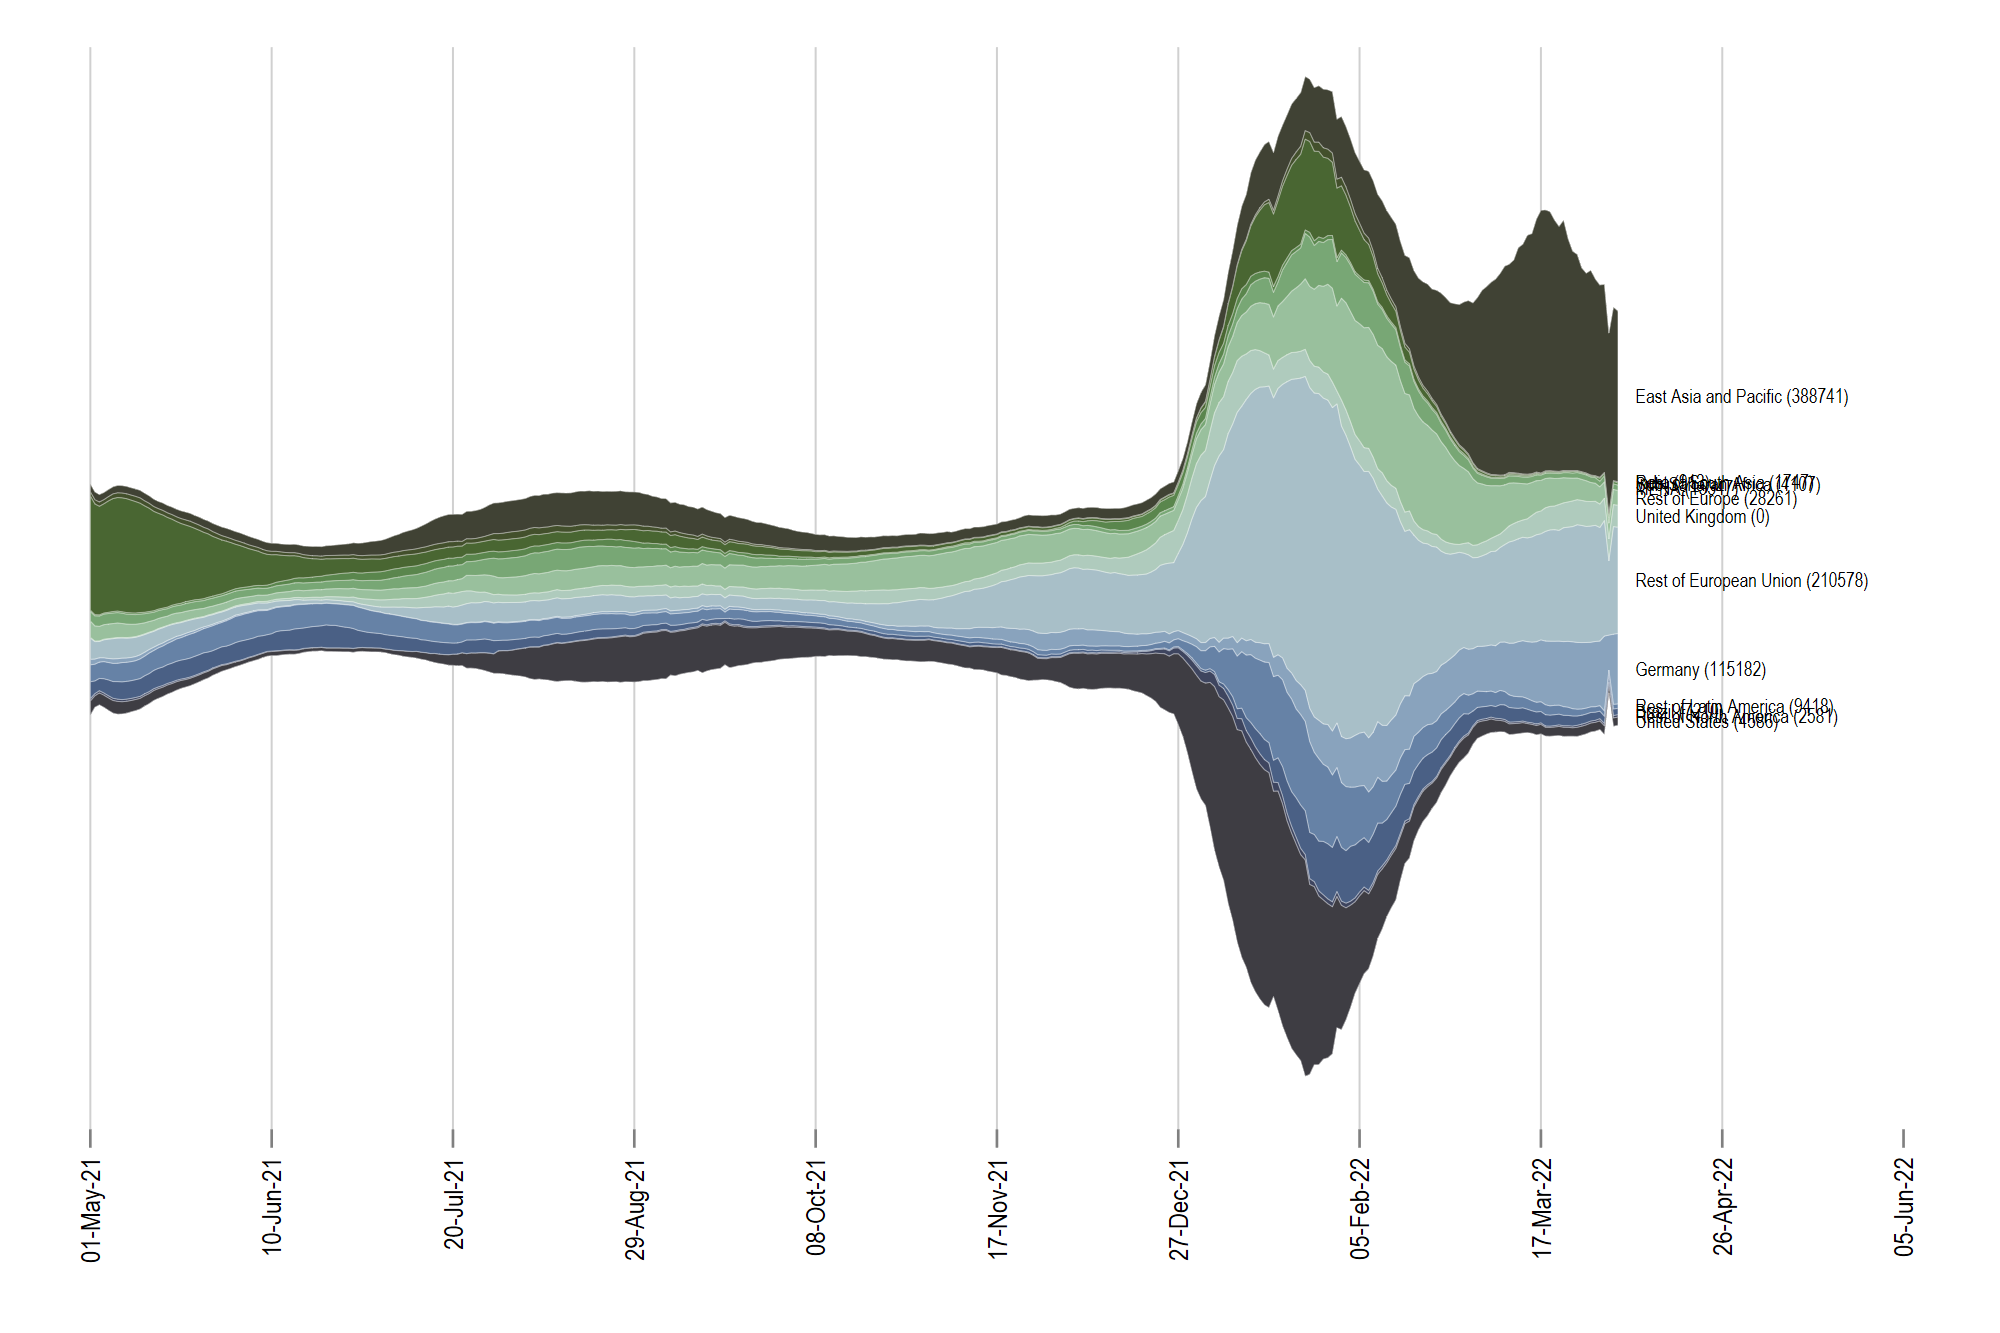 East Asia and Pacific (388741)
Rest of Europe (28261)
United Kingdom (0)
Rest of European Union (210578)
Germany (115182)
Rest of Latin America (9418)
United States (4586)
01-May-21
10-Jun-21
20-Jul-21
29-Aug-21
08-Oct-21
17-Nov-21
27-Dec-21
05-Feb-22
17-Mar-22
26-Apr-22
05-Jun-22